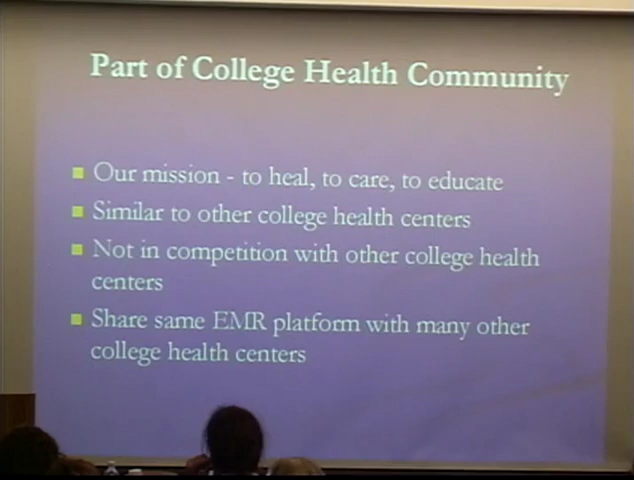 Part of College Health Community
Our mission - to heal, to care, to educate
Similar to other college health centers
Not in competition with other college health
centers
Share same EMR platform with many other
college health centers